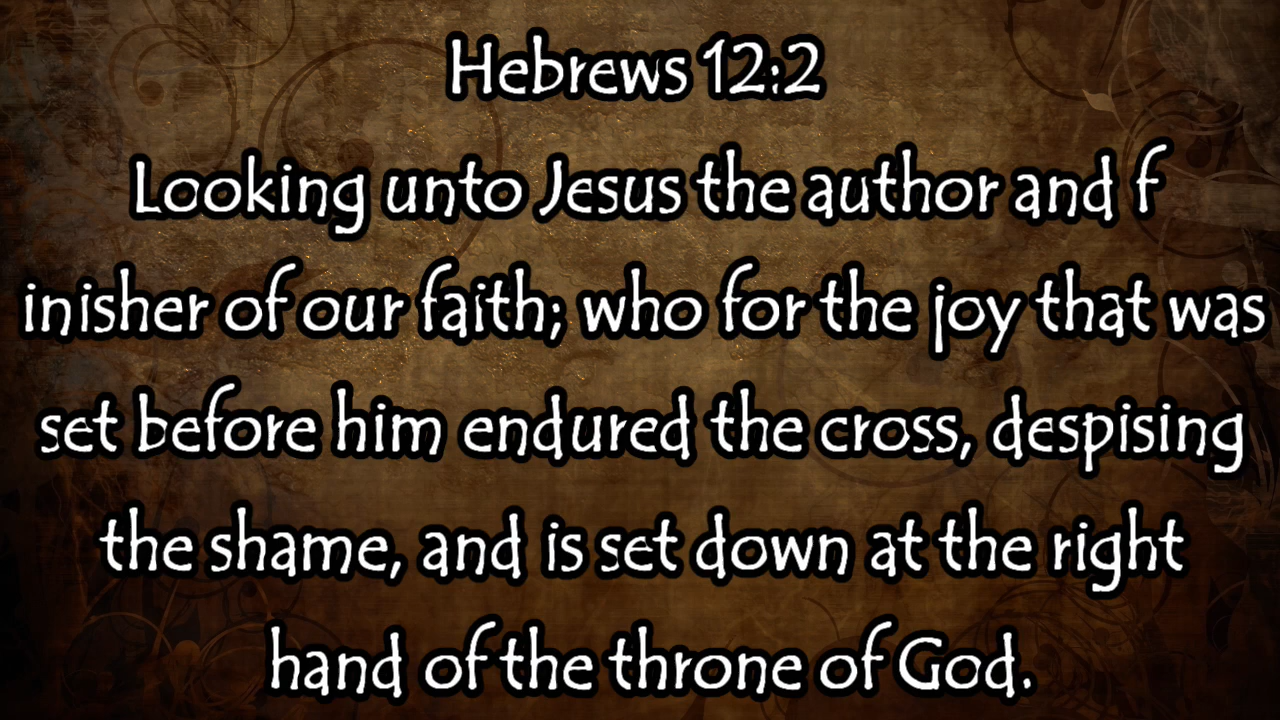 Hebrews 12:2
Looking unto Jesus the author and f
inisher of our faith; who for the joy that was
set before him endured the cross, despising
the shame, and is set down at the right
hand of the throne of God.